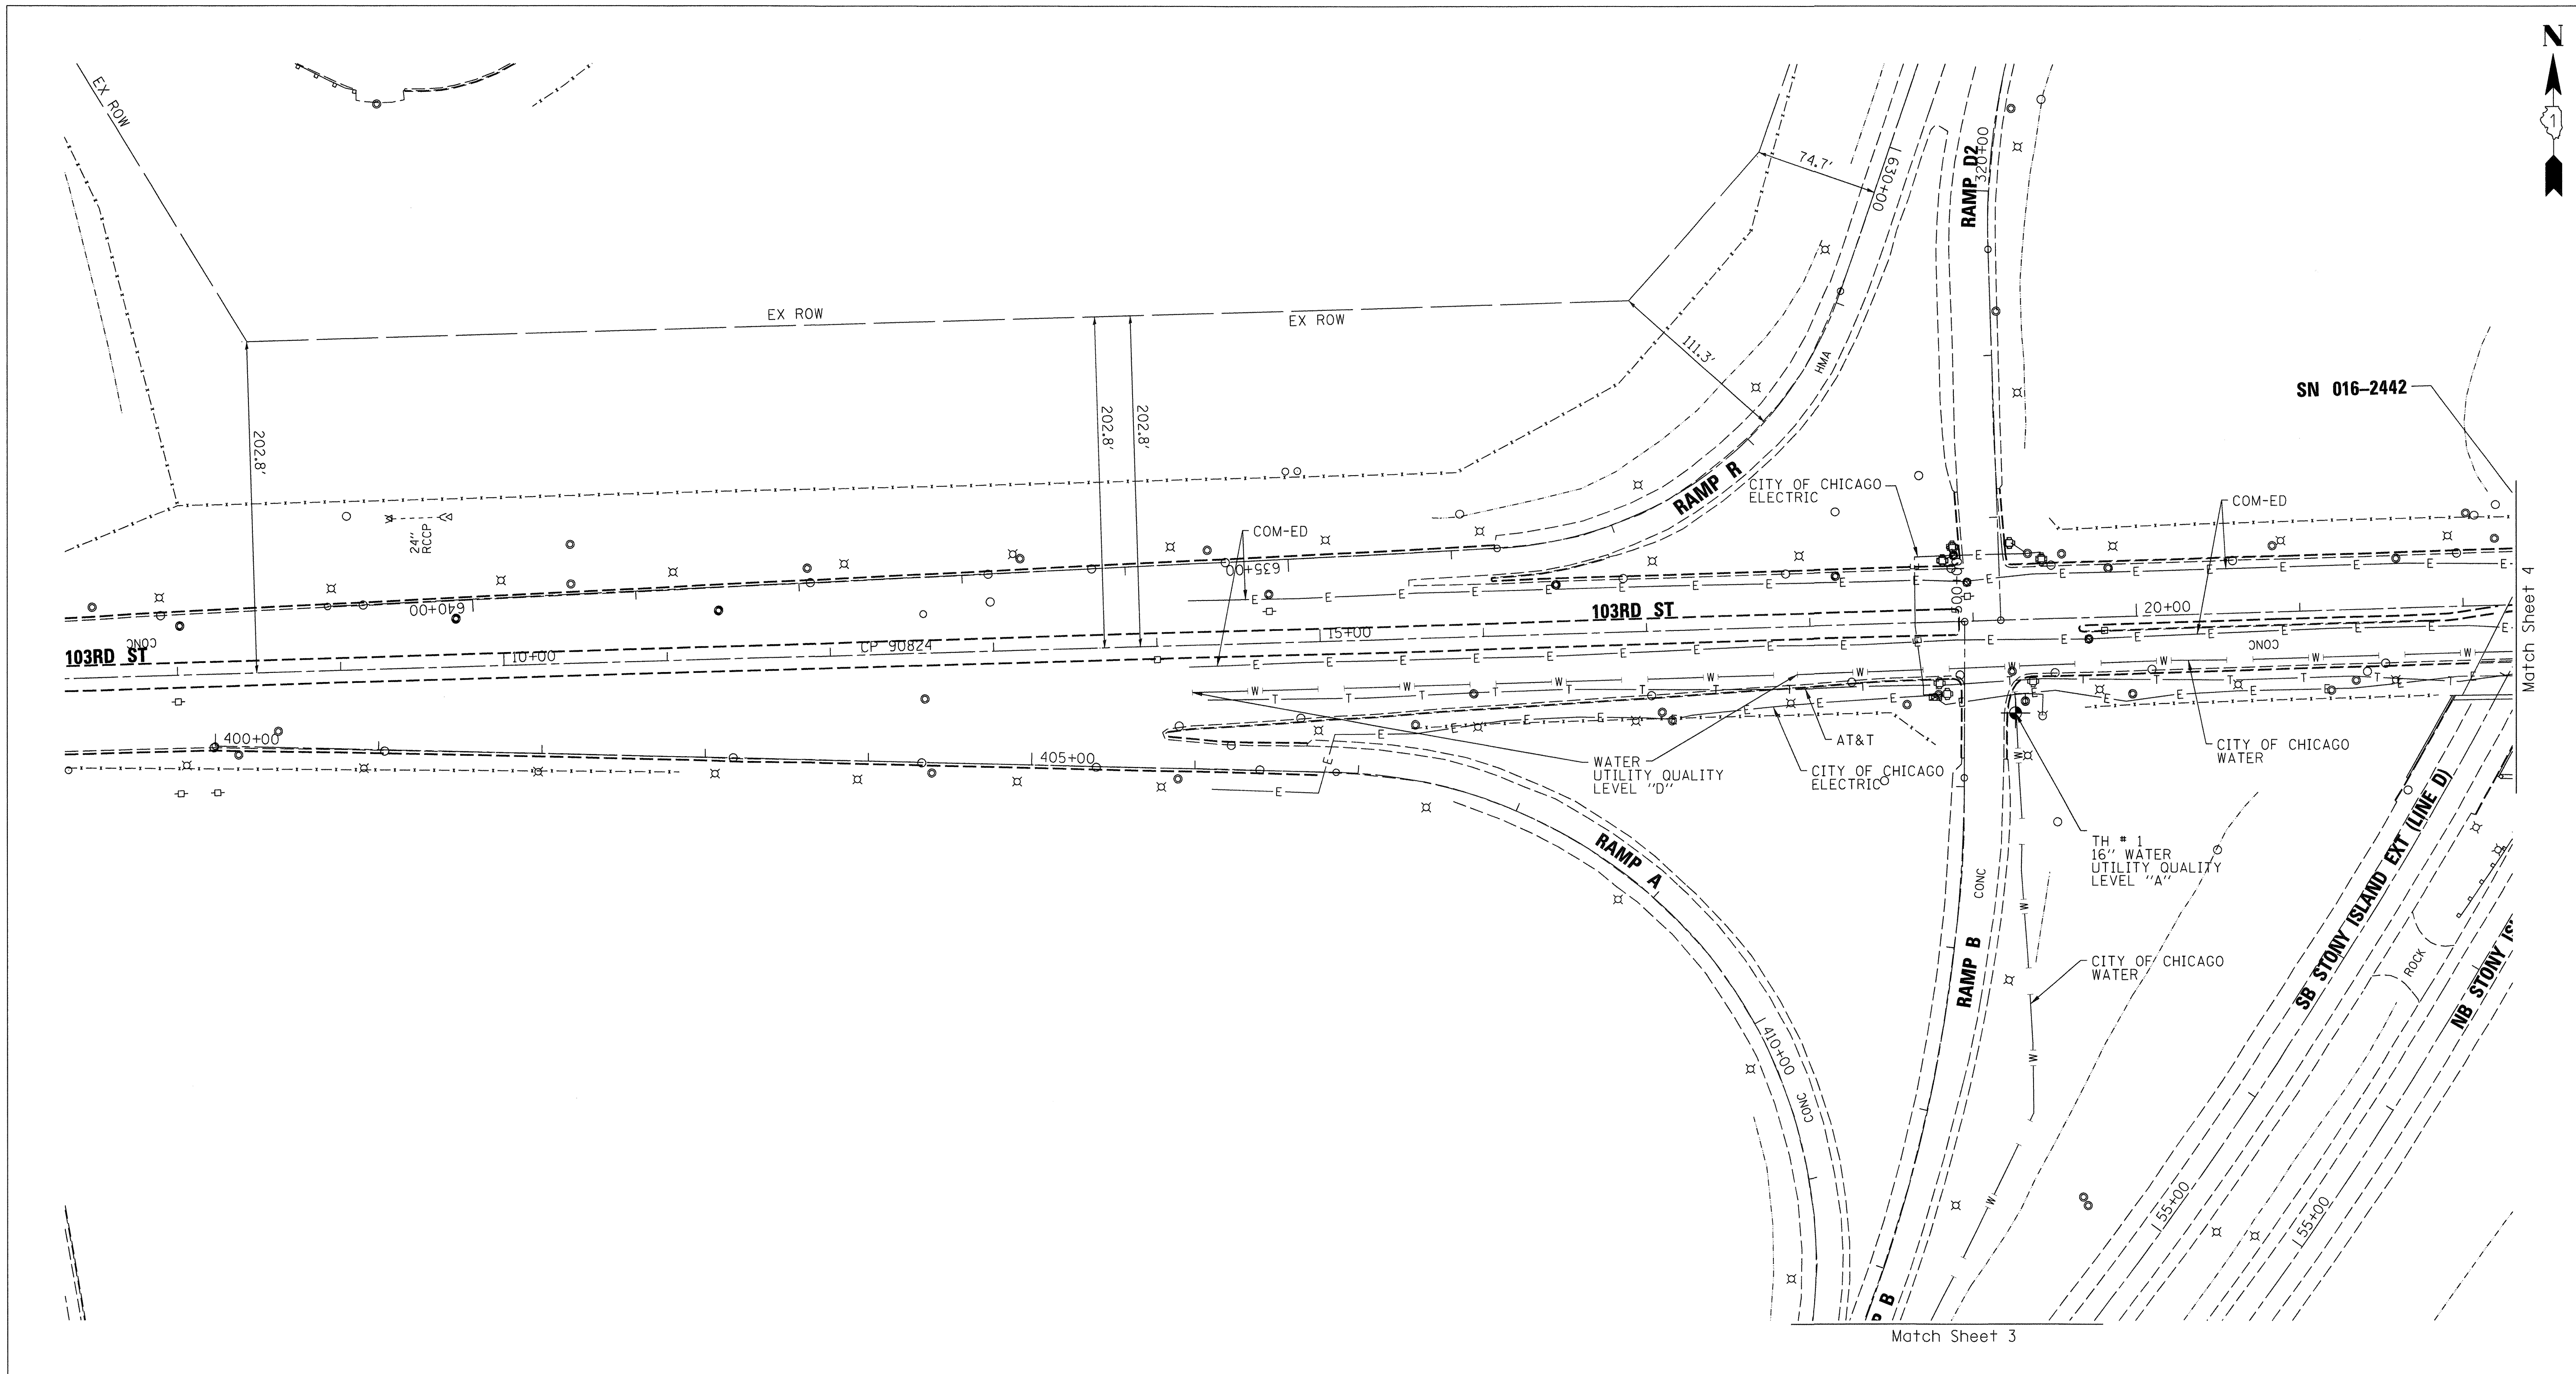 N
1
EX ROW
74.7'
630+00
RAMP D2
320+00
EX ROW
EX ROW
111.3'
HMA
SN 016-2442
202.8'
202.8'
202.8'
RAMP R
CITY OF CHICAGO
ELECTRIC
COM-ED
24"
RCCP
COM-ED
635+00
640+00
103RD ST
20+00
15+00
CONC
103RD ST
10+00
CP 90824
CONC
Match Sheet 4
400+00
405+00
AT&T
WATER
UTILITY QUALITY
LEVEL "D"
CITY OF CHICAGO
ELECTRIC
CITY OF CHICAGO
WATER
RAMP A
TH # 1
16" WATER
UTILITY QUALITY
LEVEL "A"
SB STONY ISLAND EXT (LINE D)
CONC
RAMP B
CITY OF CHICAGO
WATER
ROCK
NB STONY IS
410+00
CONC
55+00
55+00
P B
Match Sheet 3